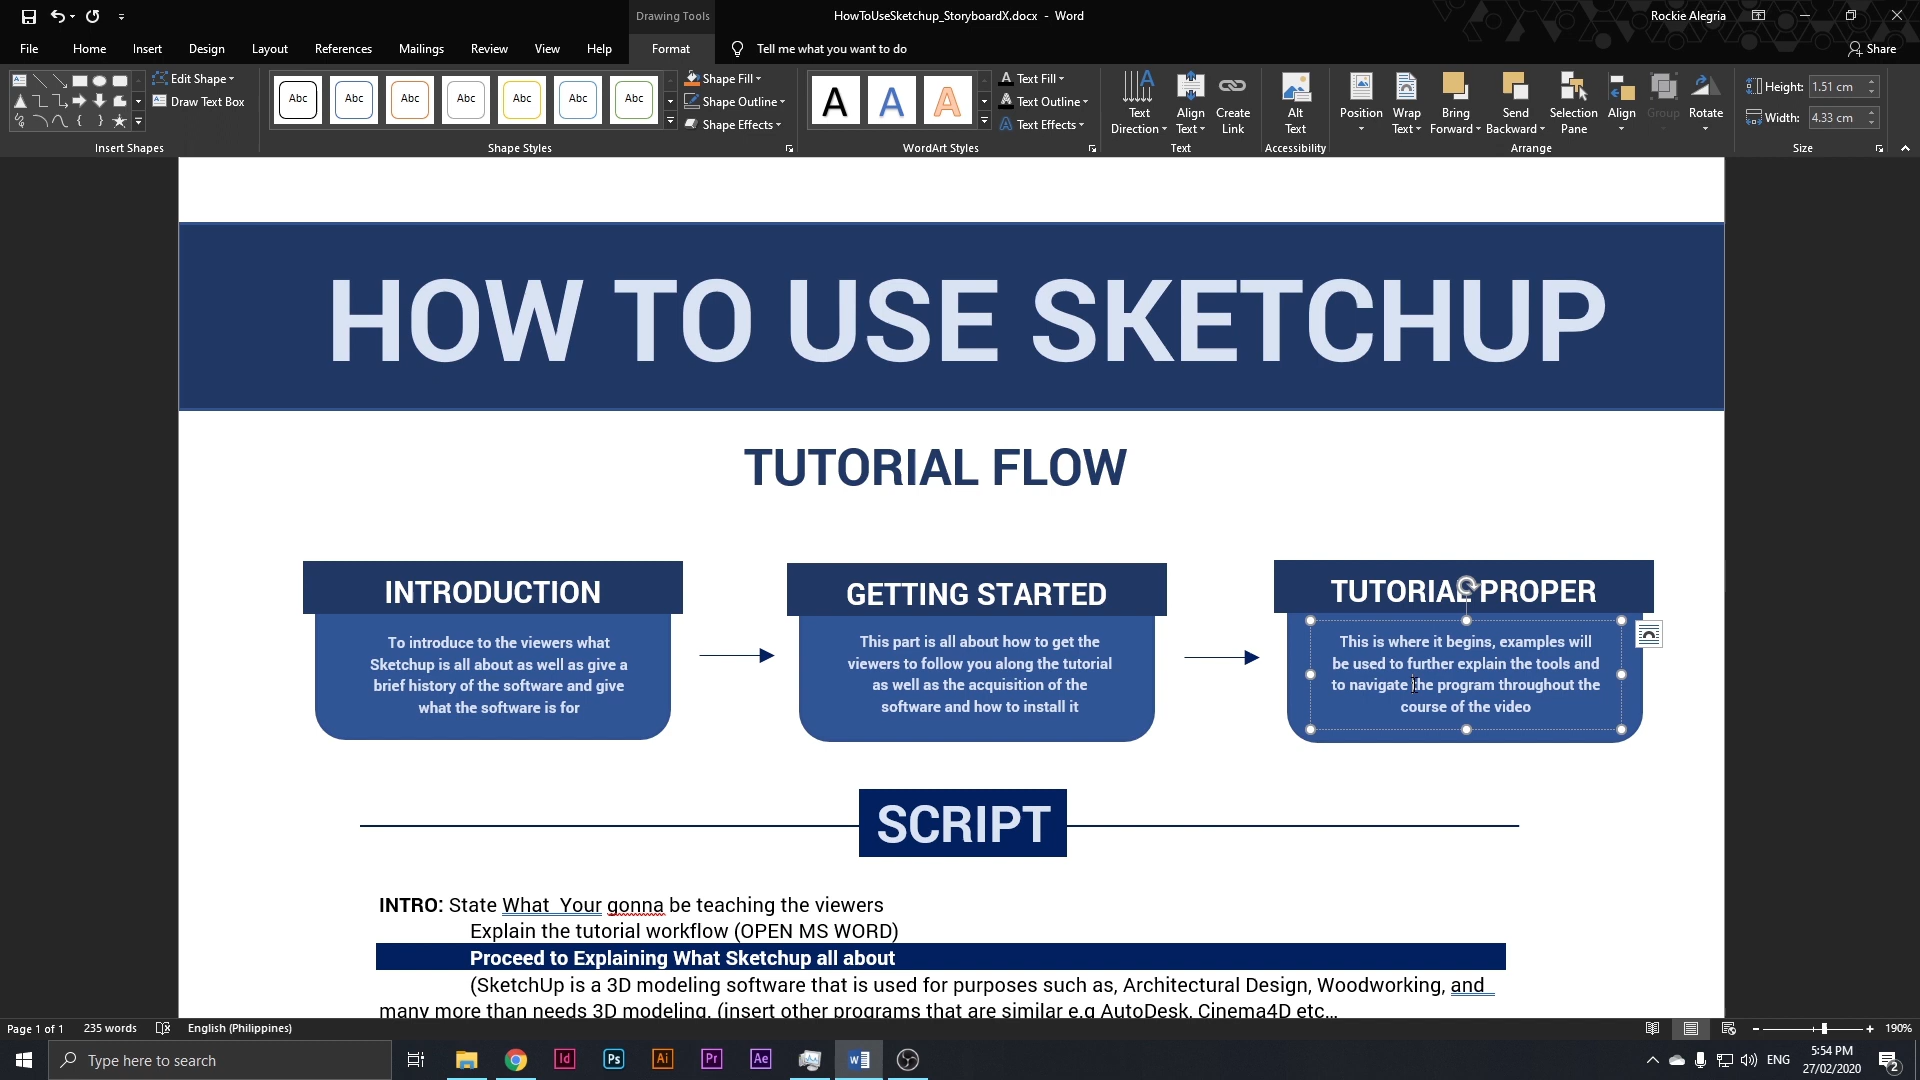 Drawing Tools
HowToUseSketchup_StoryboardX.docx - Word
Rockie Alegria
File Home Insert Design Layout References Mailings Review View Help Format Tell me what you want to do Share
Edit Shape
Draw Text Box
Insert Shapes
Abc Abc Abc Abc Abc Abc Abc
Shape Fill
Shape Outline
Shape Effects
Shape Styles
A A A
Text Fill
Text Outline
Text Effects
WordArt Styles
Text Direction
Align Text
Create Link
Text
Alt Text
Accessibility
Position
Wrap Text
Bring Forward
Send Backward
Selection Pane
Align
Group
Rotate
Arrange
Height: 1.51 cm
Width: 4.33 cm
Size
HOW TO USE SKETCHUP
TUTORIAL FLOW
INTRODUCTION
To introduce to the viewers what
Sketchup is all about as well as give a
brief history of the software and give
what the software is for
GETTING STARTED
This part is all about how to get the
viewers to follow you along the tutorial
as well as the acquisition of the
software and how to install it
TUTORIAL PROPER
This is where it begins, examples will
be used to further explain the tools and
to navigate the program throughout the
course of the video
SCRIPT
INTRO: State What Your gonna be teaching the viewers
Explain the tutorial workflow (OPEN MS WORD)
Proceed to Explaining What Sketchup all about
(SketchUp is a 3D modeling software that is used for purposes such as, Architectural Design, Woodworking, and
many more than needs 3D modeling. (insert other programs that are similar e.g AutoDesk, Cinema4D etc...
Page 1 of 1 235 words English (Philippines) 190%
Type here to search
Id Ps Ai Pr Ae
ENG
5:54 PM
27/02/2020
2